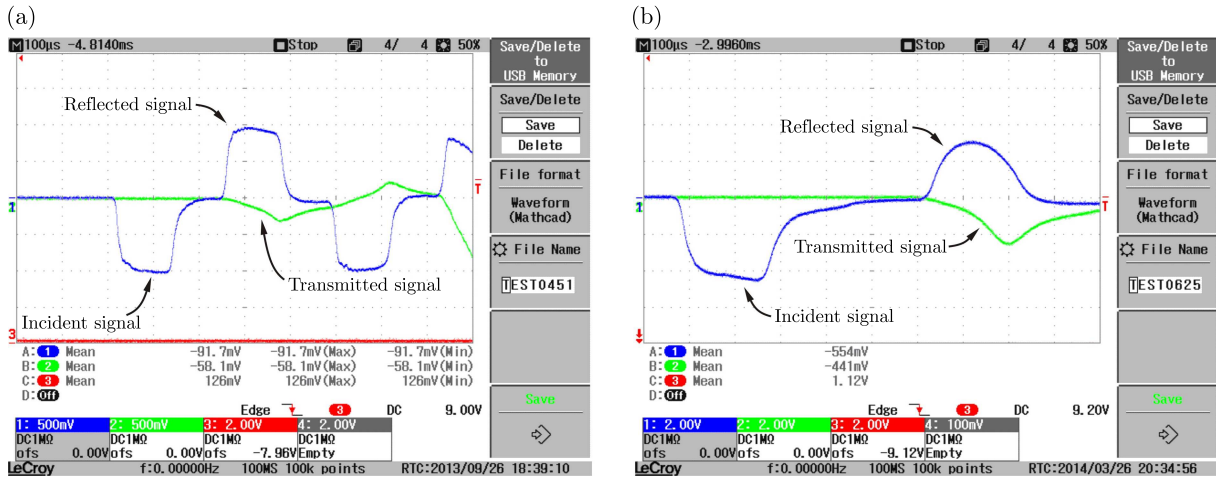 (a)
M 100µs -4.8140ms Stop 4/ 4 50%
Save/Delete
to
USB Memory
Save/Delete
Save
Delete
File format
Waveform
(Mathcad)
File Name
TEST0451
Save
Reflected signal
T
1
Transmitted signal
Incident signal
3
A: 1 Mean -91.7mV -91.7mV(Max) -91.7mV(Min)
B: 2 Mean -58.1mV -58.1mV(Max) -58.1mV(Min)
C: 3 Mean 126mV 126mV(Max) 126mV(Min)
D: Off
Edge 3 DC 9.00V
1: 500mV 2: 500mV 3: 2.00V 4: 2.00V
DC1MΩ DC1MΩ DC1MΩ DC1MΩ
ofs 0.00V ofs 0.00V ofs -7.96V Empty
LeCroy f:0.00000Hz 100MS 100k points RTC:2013/09/26 18:39:10
(b)
M 100µs -2.9960ms Stop 4/ 4 50%
Save/Delete
to
USB Memory
Save/Delete
Save
Delete
File format
Waveform
(Mathcad)
File Name
TEST0625
Save
Reflected signal
1
T
Transmitted signal
Incident signal
A: 1 Mean -554mV
B: 2 Mean -441mV
C: 3 Mean 1.12V
D: Off
Edge 3 DC 9.20V
1: 2.00V 2: 2.00V 3: 2.00V 4: 100mV
DC1MΩ DC1MΩ DC1MΩ DC1MΩ
ofs 0.00V ofs 0.00V ofs -9.12V Empty
LeCroy f:0.00000Hz 100MS 100k points RTC:2014/03/26 20:34:56